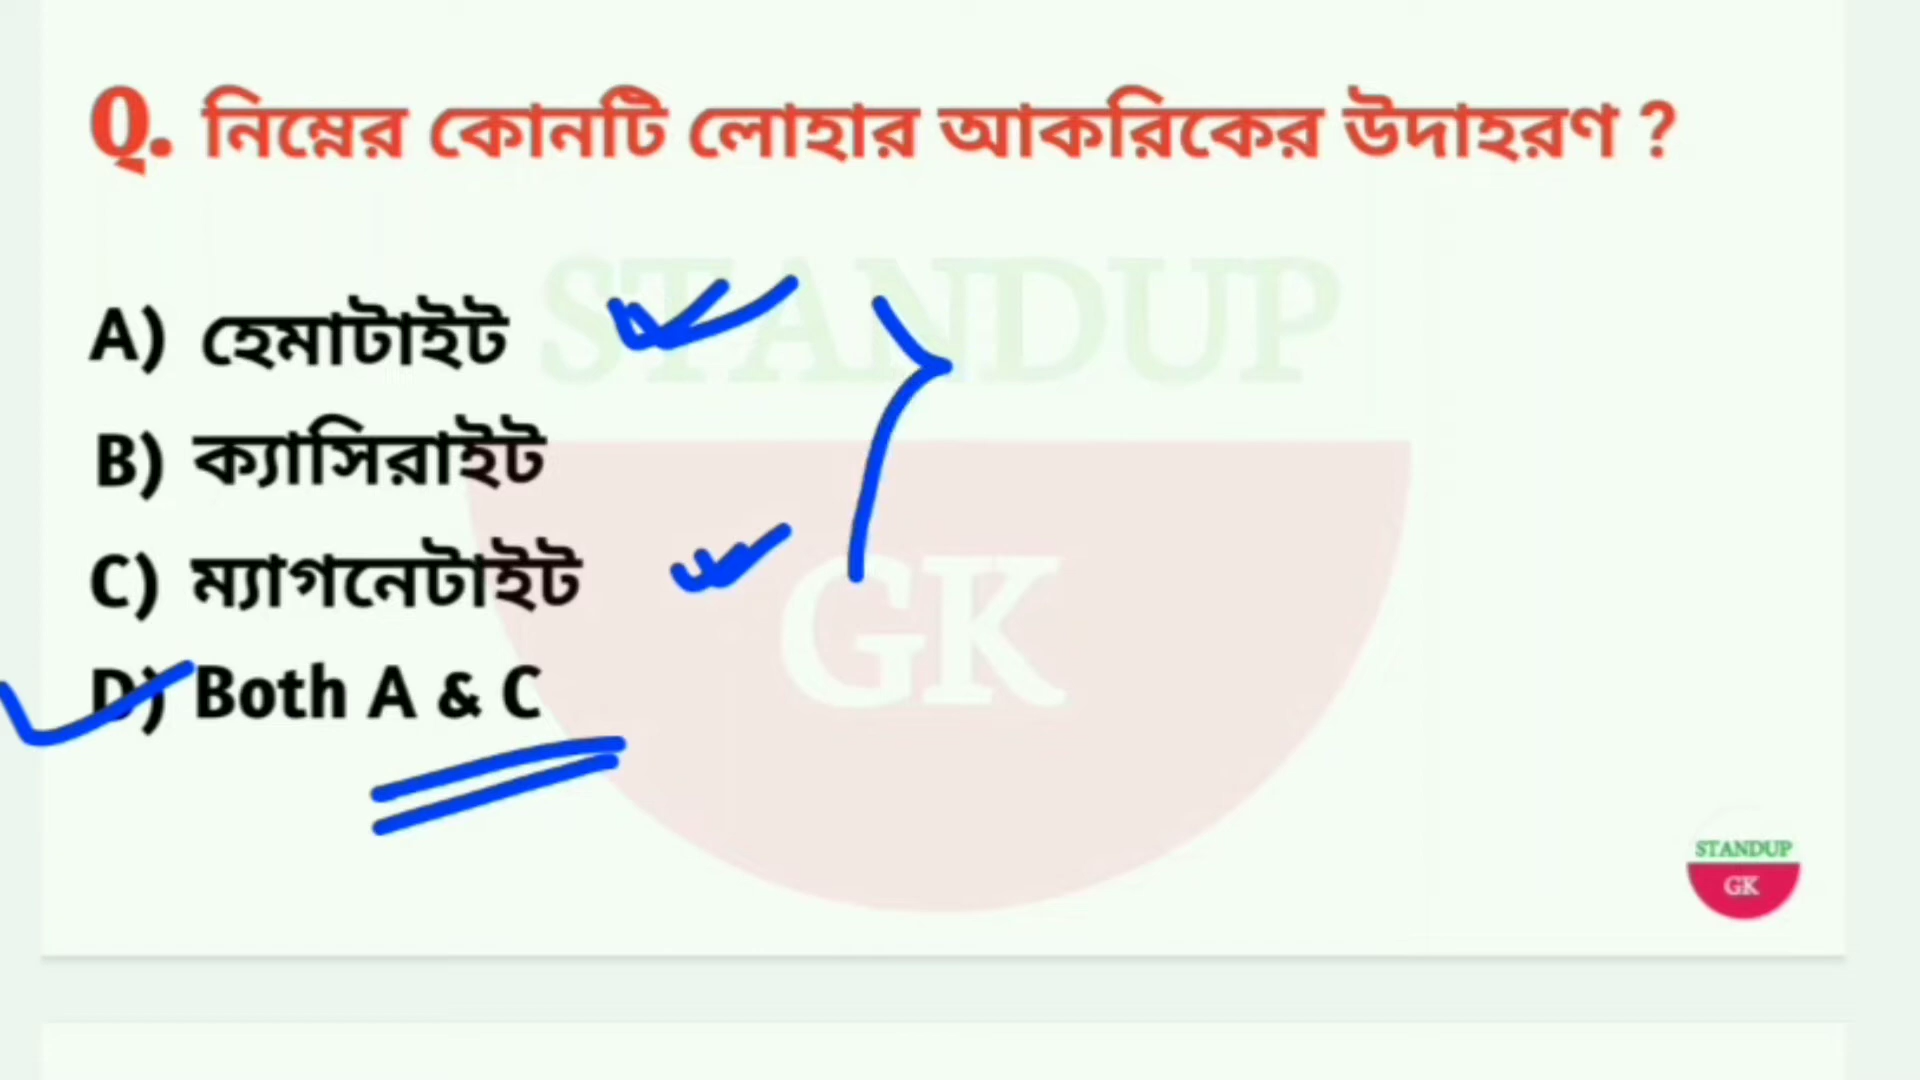 Q. নিম্নের কোনটি লোহার আকরিকের উদাহরণ ?
STANDUP
A) হেমাটাইট
B) ক্যাসিরাইট
C) ম্যাগনেটাইট
GK
D) Both A & C
STANDUP
GK